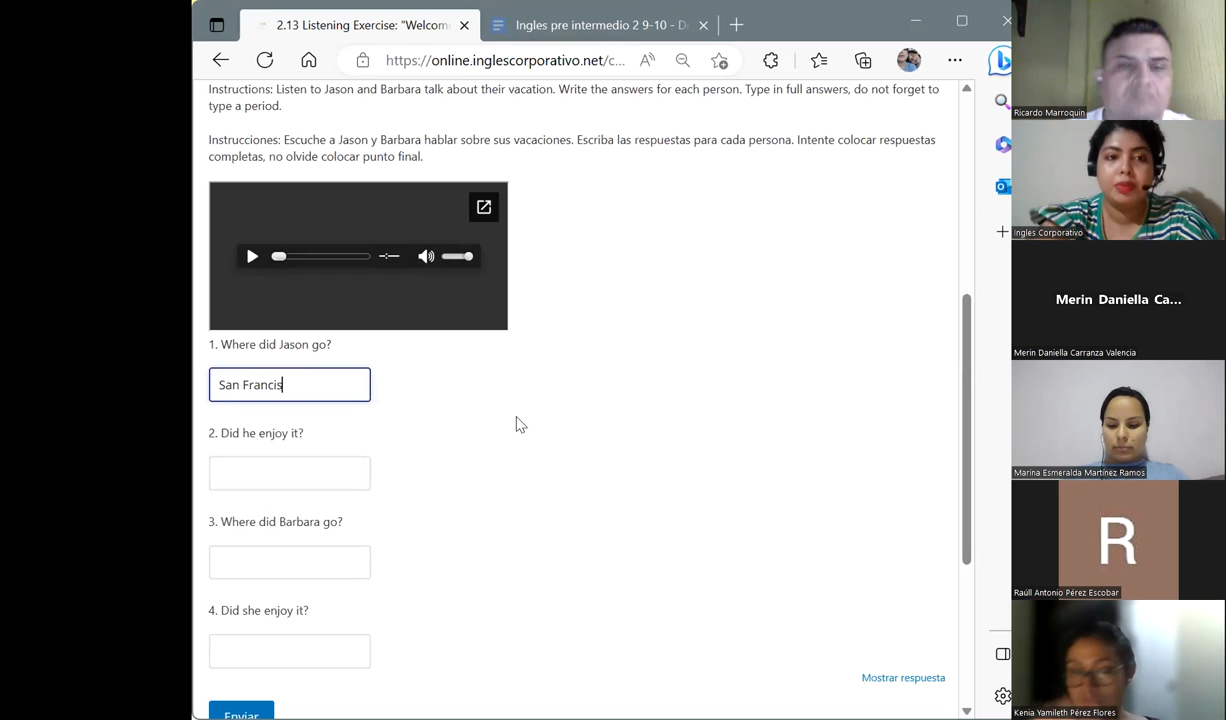 2.13 Listening Exercise: "Welcom
Ingles pre intermedio 2 9-10 - D
https://online.inglescorporativo.net/c...
Instructions: Listen to Jason and Barbara talk about their vacation. Write the answers for each person. Type in full answers, do not forget to
type a period.
Instrucciones: Escuche a Jason y Barbara hablar sobre sus vacaciones. Escriba las respuestas para cada persona. Intente colocar respuestas
completas, no olvide colocar punto final.
1. Where did Jason go?
San Francis
2. Did he enjoy it?
3. Where did Barbara go?
4. Did she enjoy it?
Mostrar respuesta
Enviar
Ricardo Marroquin
Ingles Corporativo
Merin Daniella Ca...
Merin Daniella Carranza Valencia
Marina Esmeralda Martínez Ramos
R
Raúll Antonio Pérez Escobar
Kenia Yamileth Pérez Flores